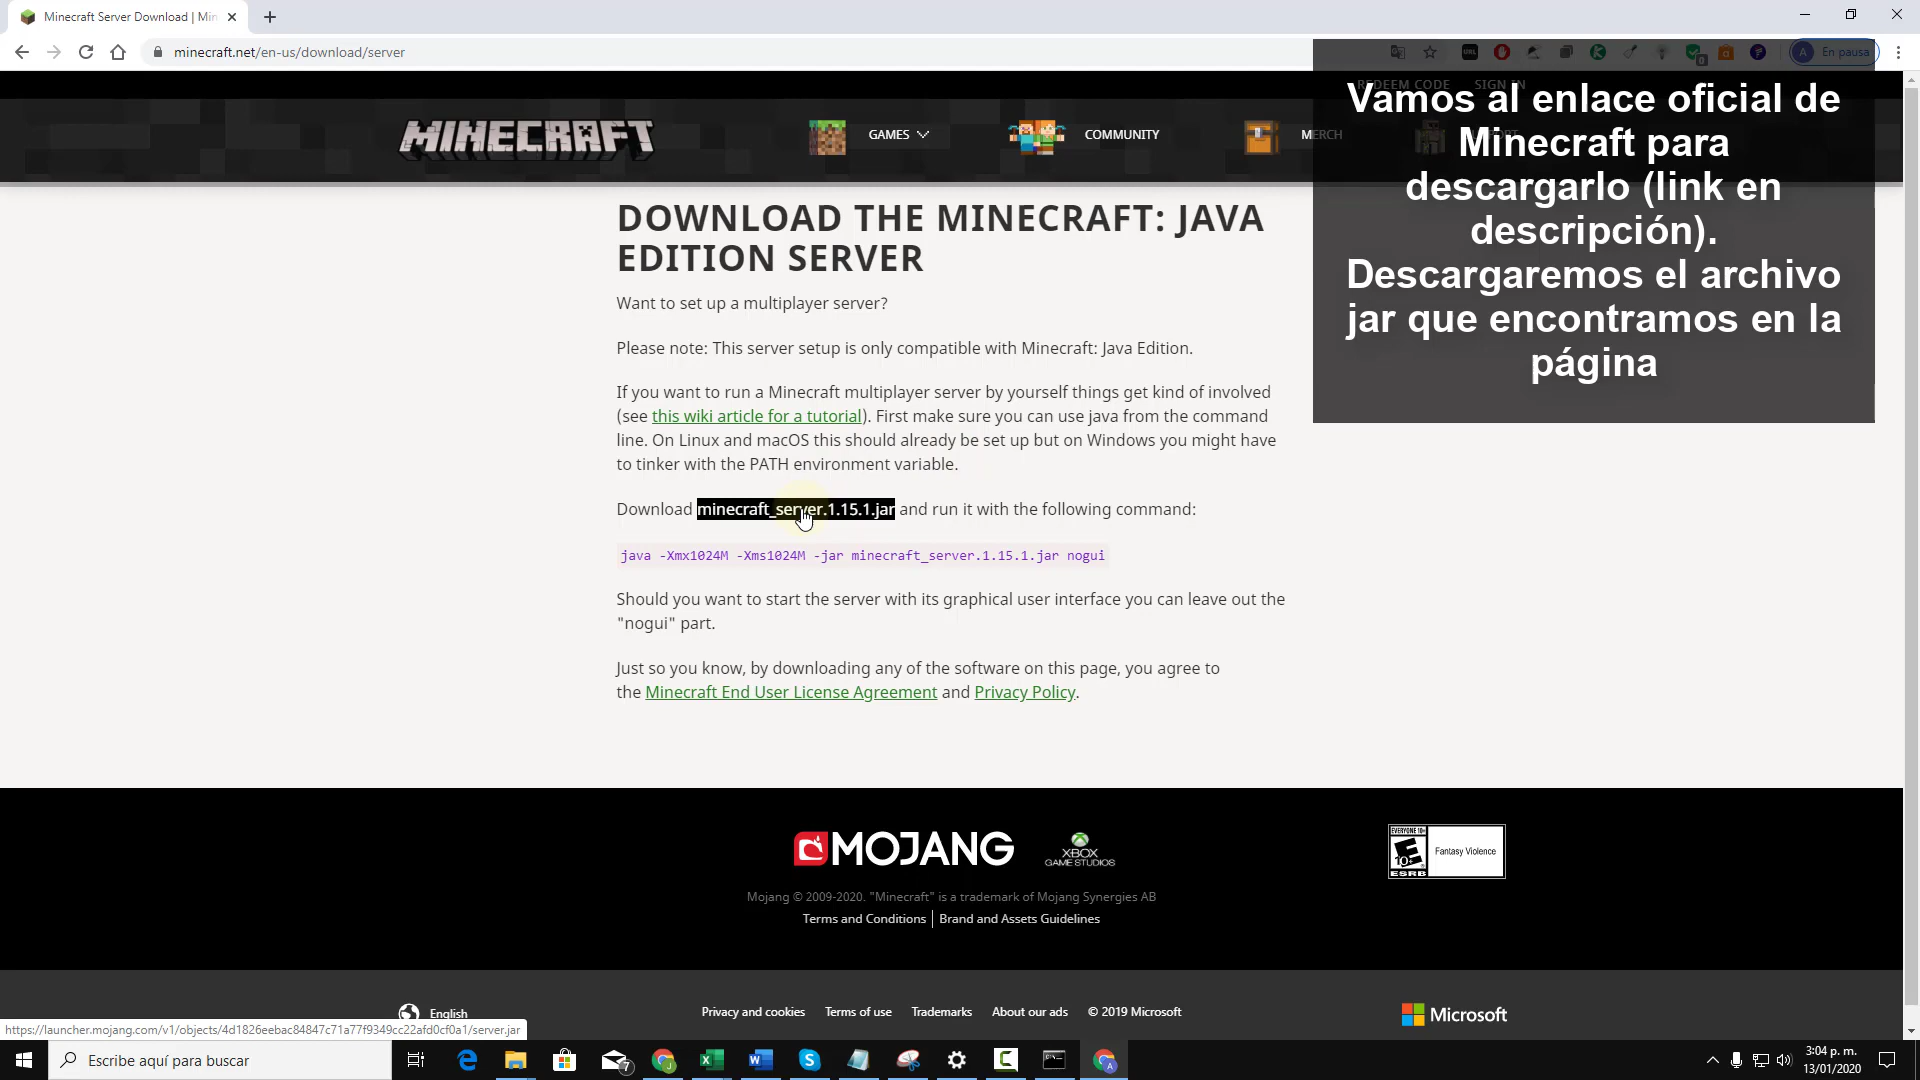 Minecraft Server Download | Min
minecraft.net/en-us/download/server
En pausa
REDEEM CODE
SIGN IN
MINECRAFT
GAMES
COMMUNITY
MERCH
Vamos al enlace oficial de
Minecraft para
descargarlo (link en
descripción).
Descargaremos el archivo
jar que encontramos en la
página
DOWNLOAD THE MINECRAFT: JAVA
EDITION SERVER
Want to set up a multiplayer server?
Please note: This server setup is only compatible with Minecraft: Java Edition.
If you want to run a Minecraft multiplayer server by yourself things get kind of involved
(see this wiki article for a tutorial). First make sure you can use java from the command
line. On Linux and macOS this should already be set up but on Windows you might have
to tinker with the PATH environment variable.
Download minecraft_server.1.15.1.jar and run it with the following command:
java -Xmx1024M -Xms1024M -jar minecraft_server.1.15.1.jar nogui
Should you want to start the server with its graphical user interface you can leave out the
"nogui" part.
Just so you know, by downloading any of the software on this page, you agree to
the Minecraft End User License Agreement and Privacy Policy.
MOJANG
XBOX
GAME STUDIOS
EVERYONE 10+
E
10+
ESRB
Fantasy Violence
Mojang © 2009-2020. "Minecraft" is a trademark of Mojang Synergies AB
Terms and Conditions | Brand and Assets Guidelines
English
Privacy and cookies
Terms of use
Trademarks
About our ads
© 2019 Microsoft
Microsoft
https://launcher.mojang.com/v1/objects/4d1826eebac84847c71a77f9349cc22afd0cf0a1/server.jar
Escribe aquí para buscar
7
3:04 p. m.
13/01/2020